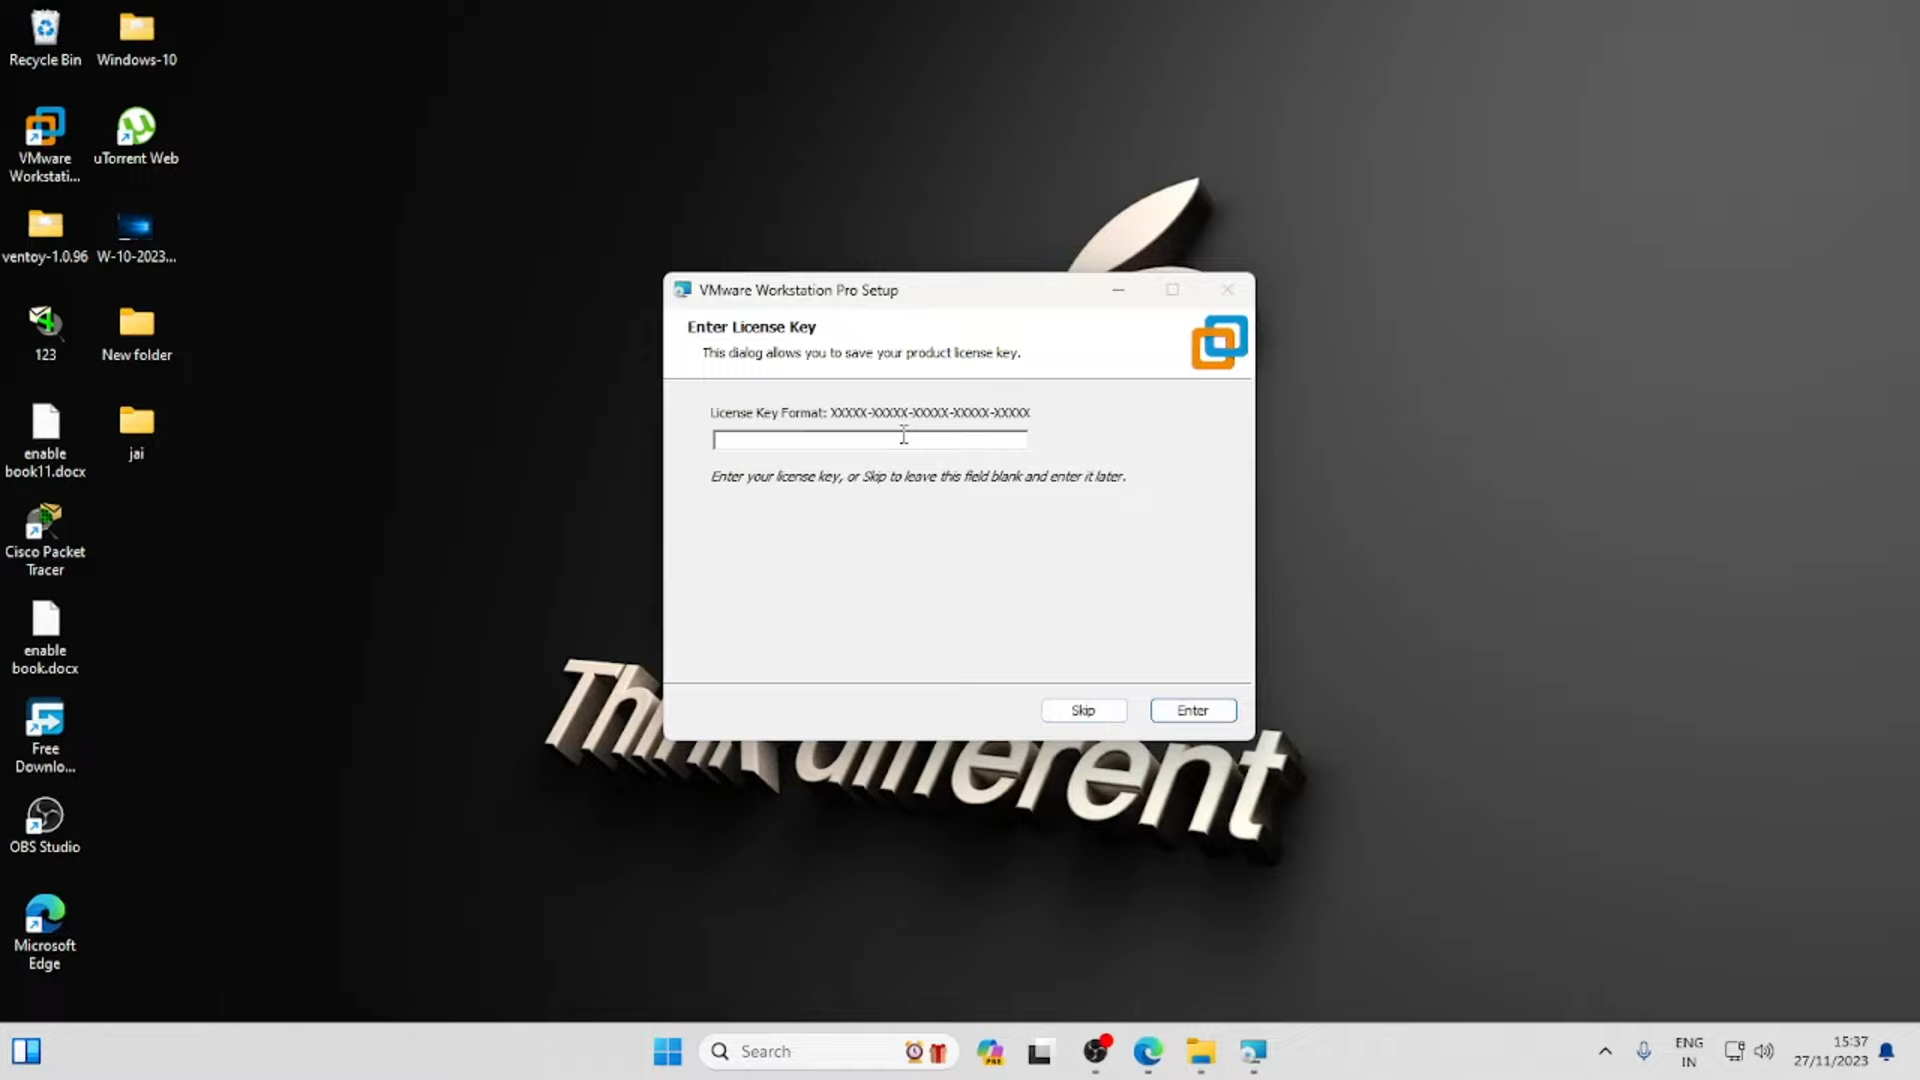 Recycle Bin
Windows-10
VMware
Workstati...
uTorrent Web
ventoy-1.0.96
W-10-2023...
123
New folder
enable
book11.docx
jai
Cisco Packet
Tracer
enable
book.docx
Free
Downlo...
OBS Studio
Microsoft
Edge
VMware Workstation Pro Setup
Enter License Key
This dialog allows you to save your product license key.
License Key Format: XXXXX-XXXXX-XXXXX-XXXXX-XXXXX
Enter your license key, or Skip to leave this field blank and enter it later.
Skip
Enter
Think different
Search
PRE
ENG
IN
15:37
27/11/2023